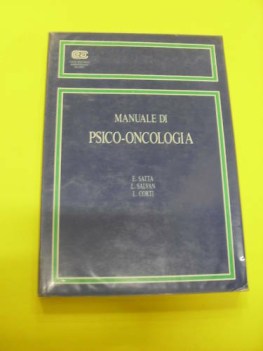 MANUALE DI
PSICO-ONCOLOGIA
E. SATTA
L. SALVAN
L. CORTI